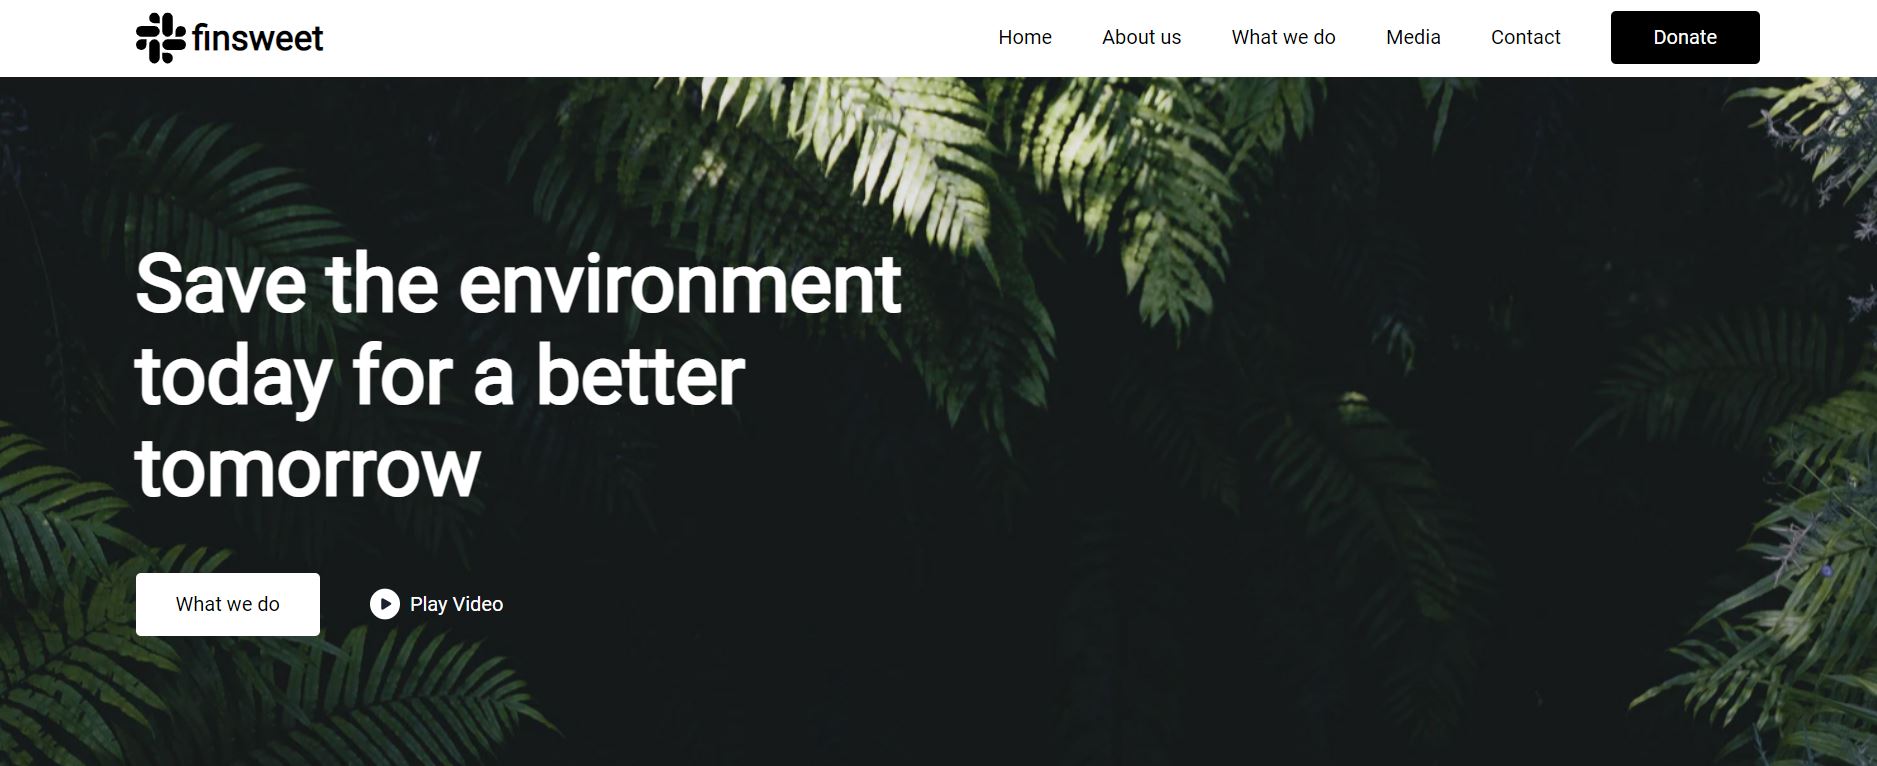 finsweet
Home About us What we do Media Contact Donate
Save the environment
today for a better
tomorrow
What we do Play Video